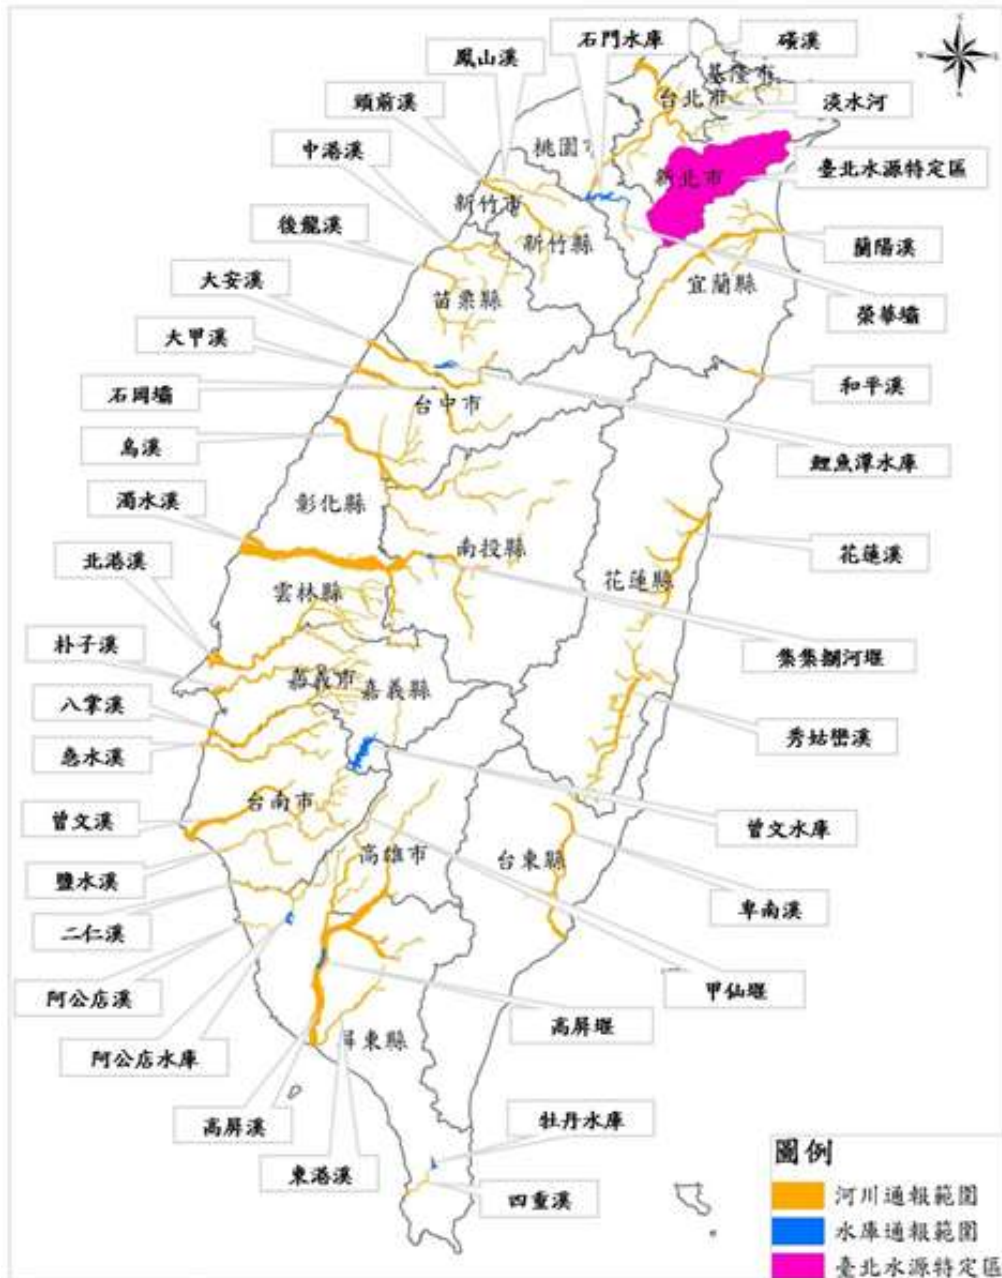 石門水庫
磺溪
鳳山溪
基隆市
台北市
頭前溪
淡水河
中港溪
桃園市
臺北水源特定區
新北市
新竹市
後龍溪
新竹縣
蘭陽溪
大安溪
苗栗縣
宜蘭縣
榮華壩
大甲溪
和平溪
石岡壩
台中市
烏溪
鯉魚潭水庫
濁水溪
彰化縣
花蓮溪
北港溪
南投縣
花蓮縣
雲林縣
朴子溪
集集攔河堰
嘉義市
嘉義縣
八掌溪
秀姑巒溪
急水溪
台南市
曾文溪
曾文水庫
高雄市
台東縣
鹽水溪
卑南溪
二仁溪
甲仙堰
阿公店溪
高屏堰
屏東縣
阿公店水庫
高屏溪
牡丹水庫
東港溪
四重溪
圖例
河川通報範圍
水庫通報範圍
臺北水源特定區